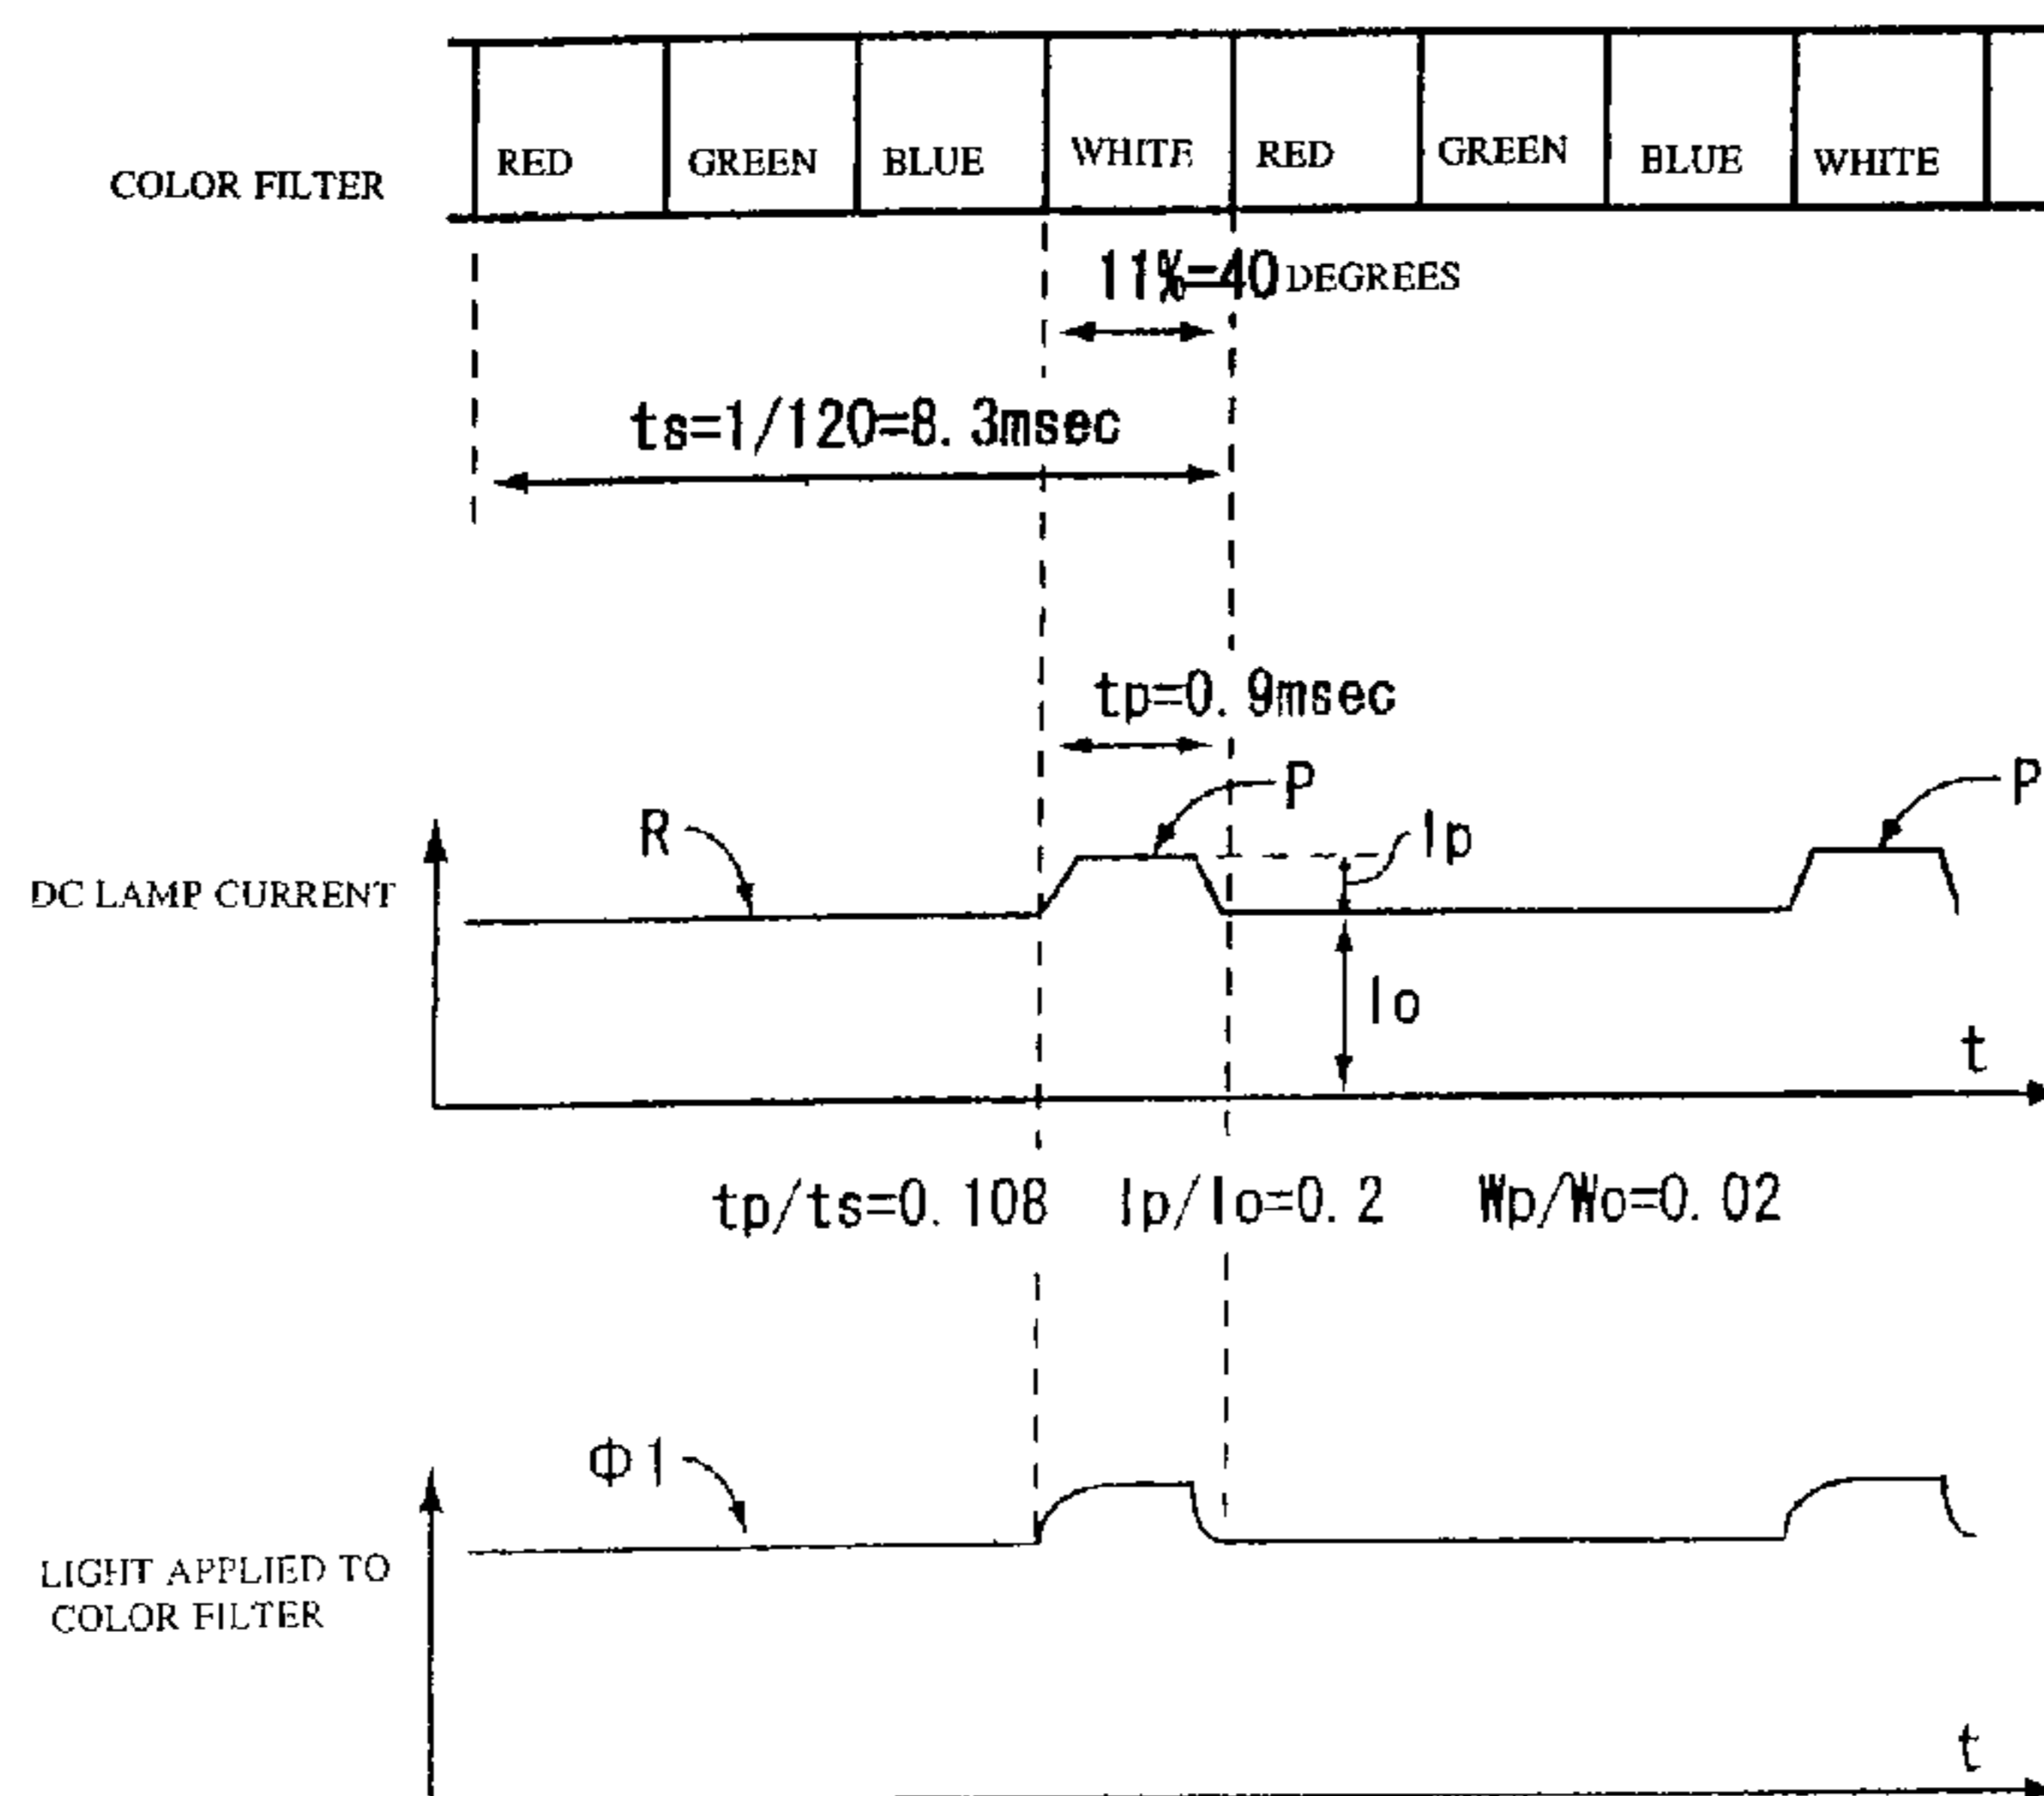 COLOR FILTER
RED GREEN BLUE WHITE RED GREEN BLUE WHITE
11%=40 DEGREES
ts=1/120=8.3msec
tp=0.9msec
R
P
Ip
P
DC LAMP CURRENT
Io
t
tp/ts=0.108 Ip/Io=0.2 Wp/Wo=0.02
Φ1
LIGHT APPLIED TO
COLOR FILTER
t